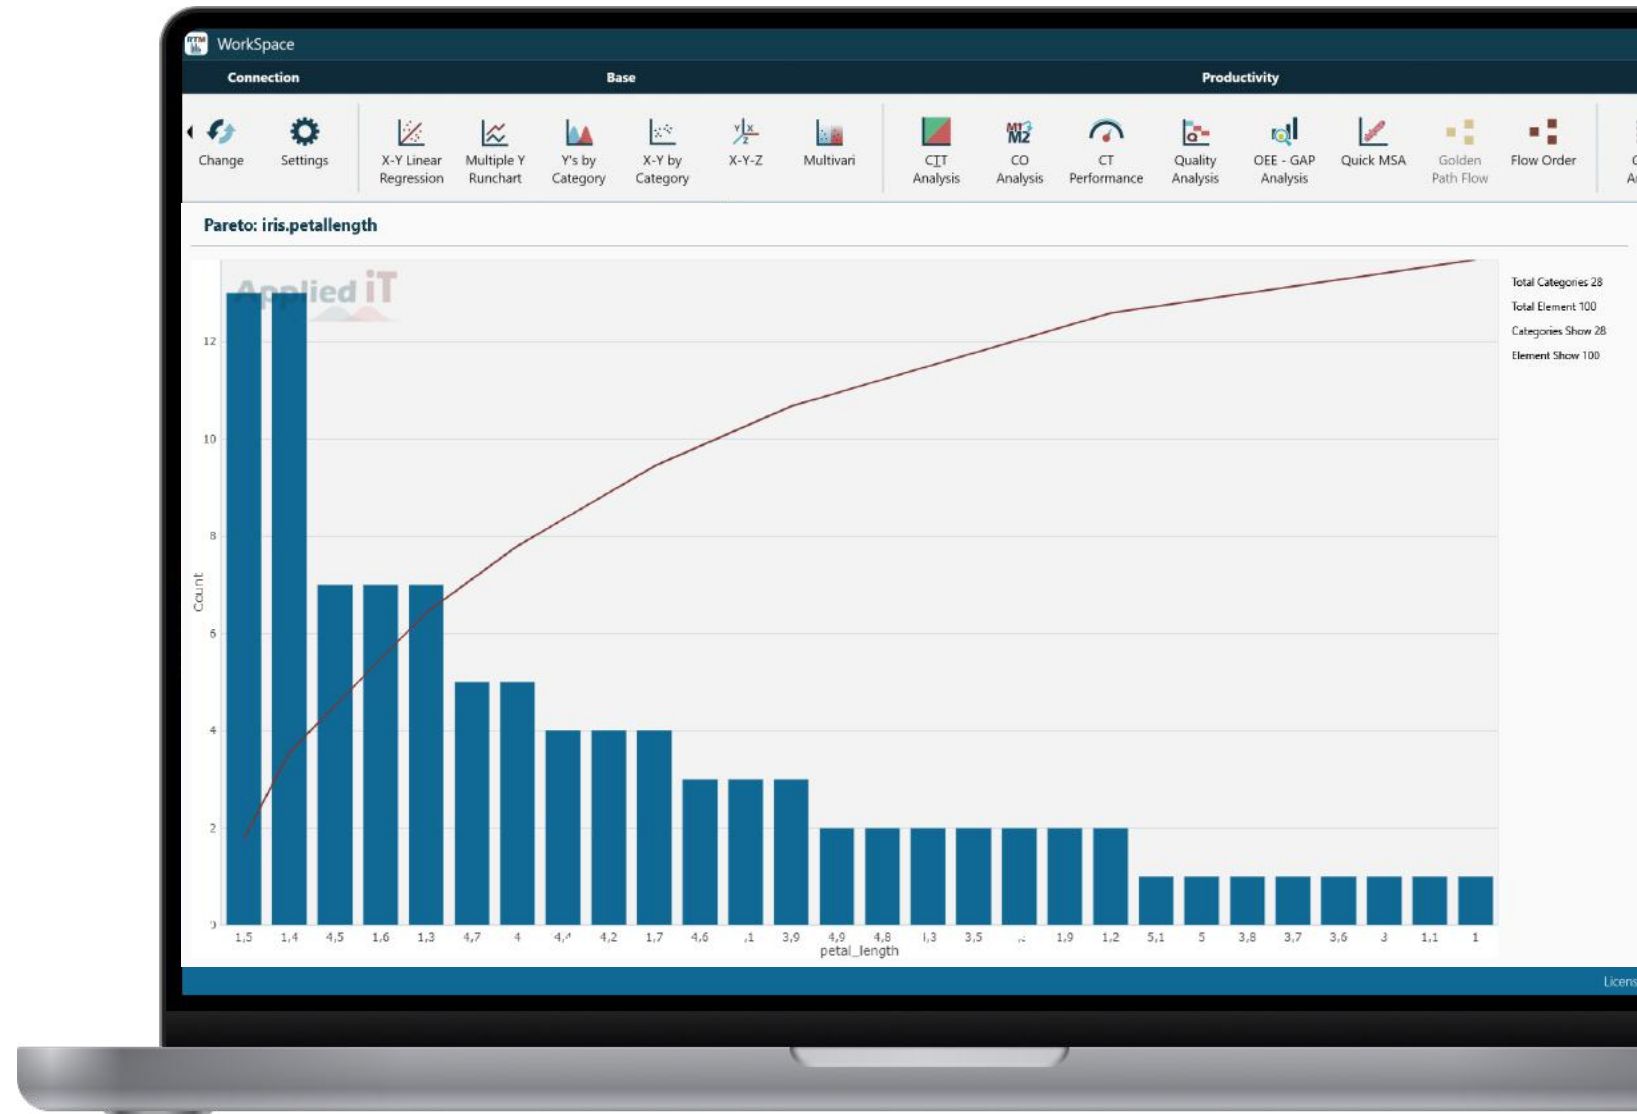 RTM
WorkSpace
Connection
Base
Productivity
Change
Settings
X-Y Linear
Regression
Multiple Y
Runchart
Y's by
Category
X-Y by
Category
X-Y-Z
Multivari
CIT
Analysis
M1
M2
CO
Analysis
CT
Performance
Quality
Analysis
OEE - GAP
Analysis
Quick MSA
Golden
Path Flow
Flow Order
Pareto: iris.petallength
Applied iT
Total Categories 28
Total Element 100
Categories Show 28
Element Show 100
12
10
8
6
4
2
Count
1,5 1,4 4,5 1,6 1,3 4,7 4 4,2 1,7 4,6 ,1 3,9 4,9 4,8 3,5 1,9 1,2 5,1 5 3,8 3,7 3,6 3 1,1 1
petal_length